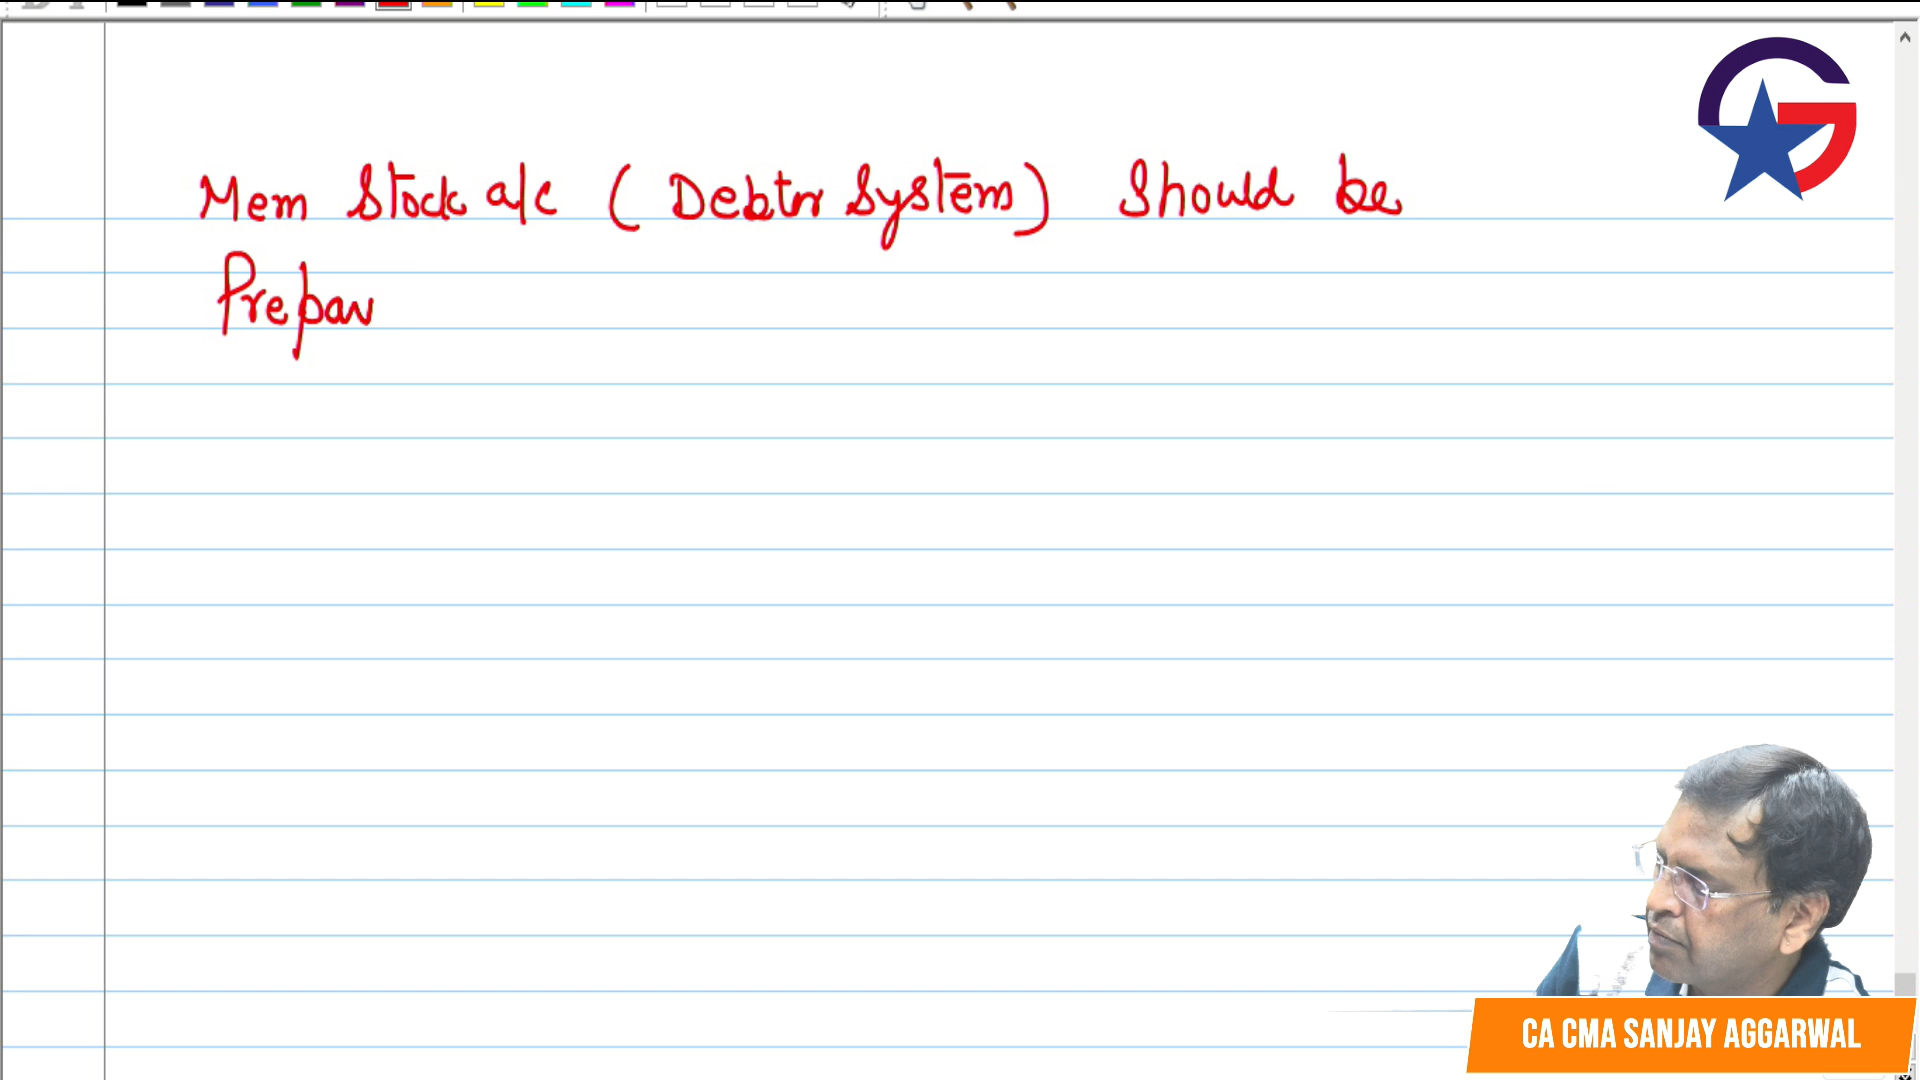 Mem Stock a/c ( Debtor System ) Should be
Prepar
CA CMA SANJAY AGGARWAL